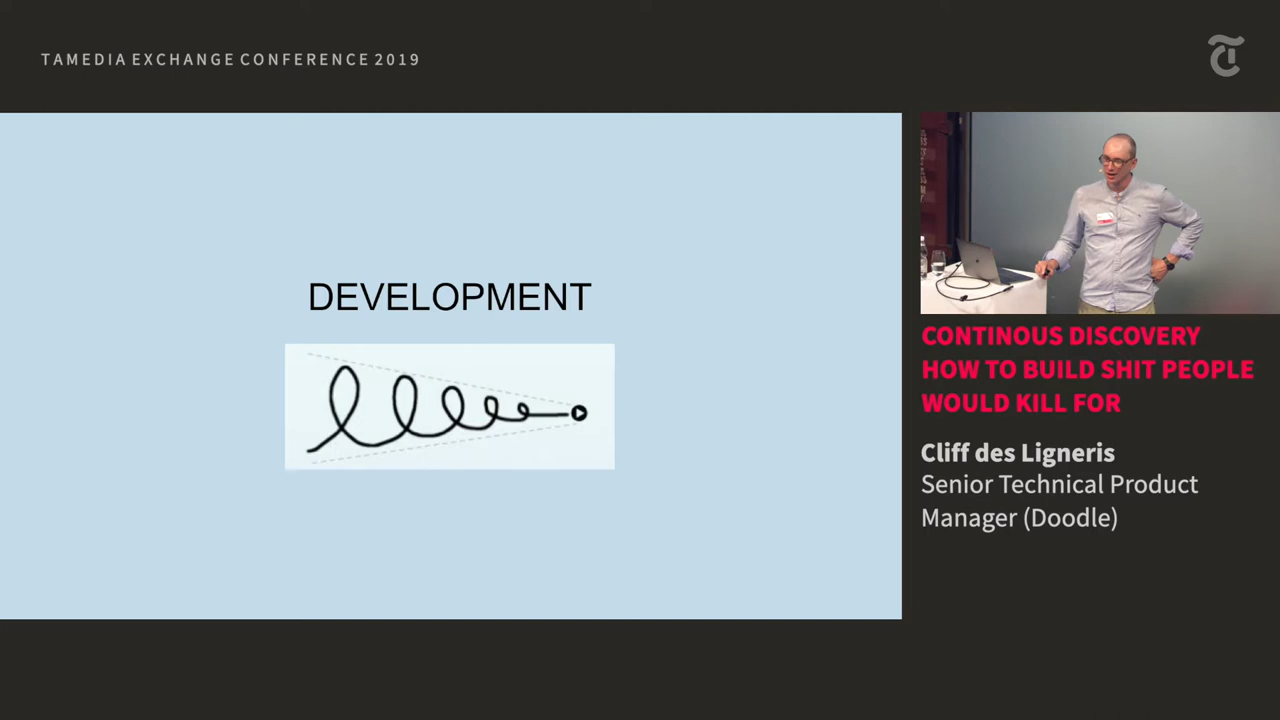 TAMEDIA EXCHANGE CONFERENCE 2019
DEVELOPMENT
CONTINOUS DISCOVERY
HOW TO BUILD SHIT PEOPLE
WOULD KILL FOR
Cliff des Ligneris
Senior Technical Product
Manager (Doodle)